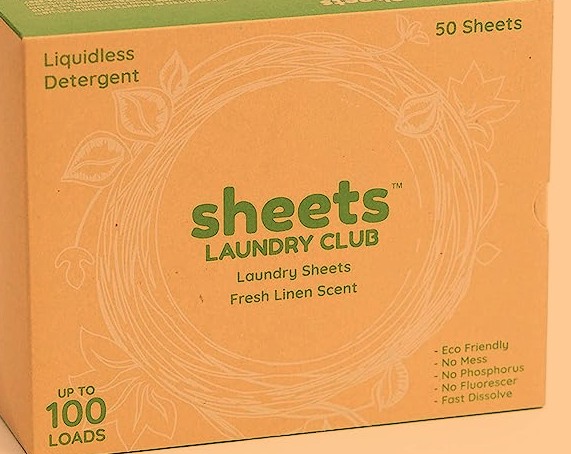 Liquidless
Detergent
50 Sheets
sheets™
LAUNDRY CLUB
Laundry Sheets
Fresh Linen Scent
UP TO
100
LOADS
- Eco Friendly
- No Mess
- No Phosphorus
- No Fluorescer
- Fast Dissolve